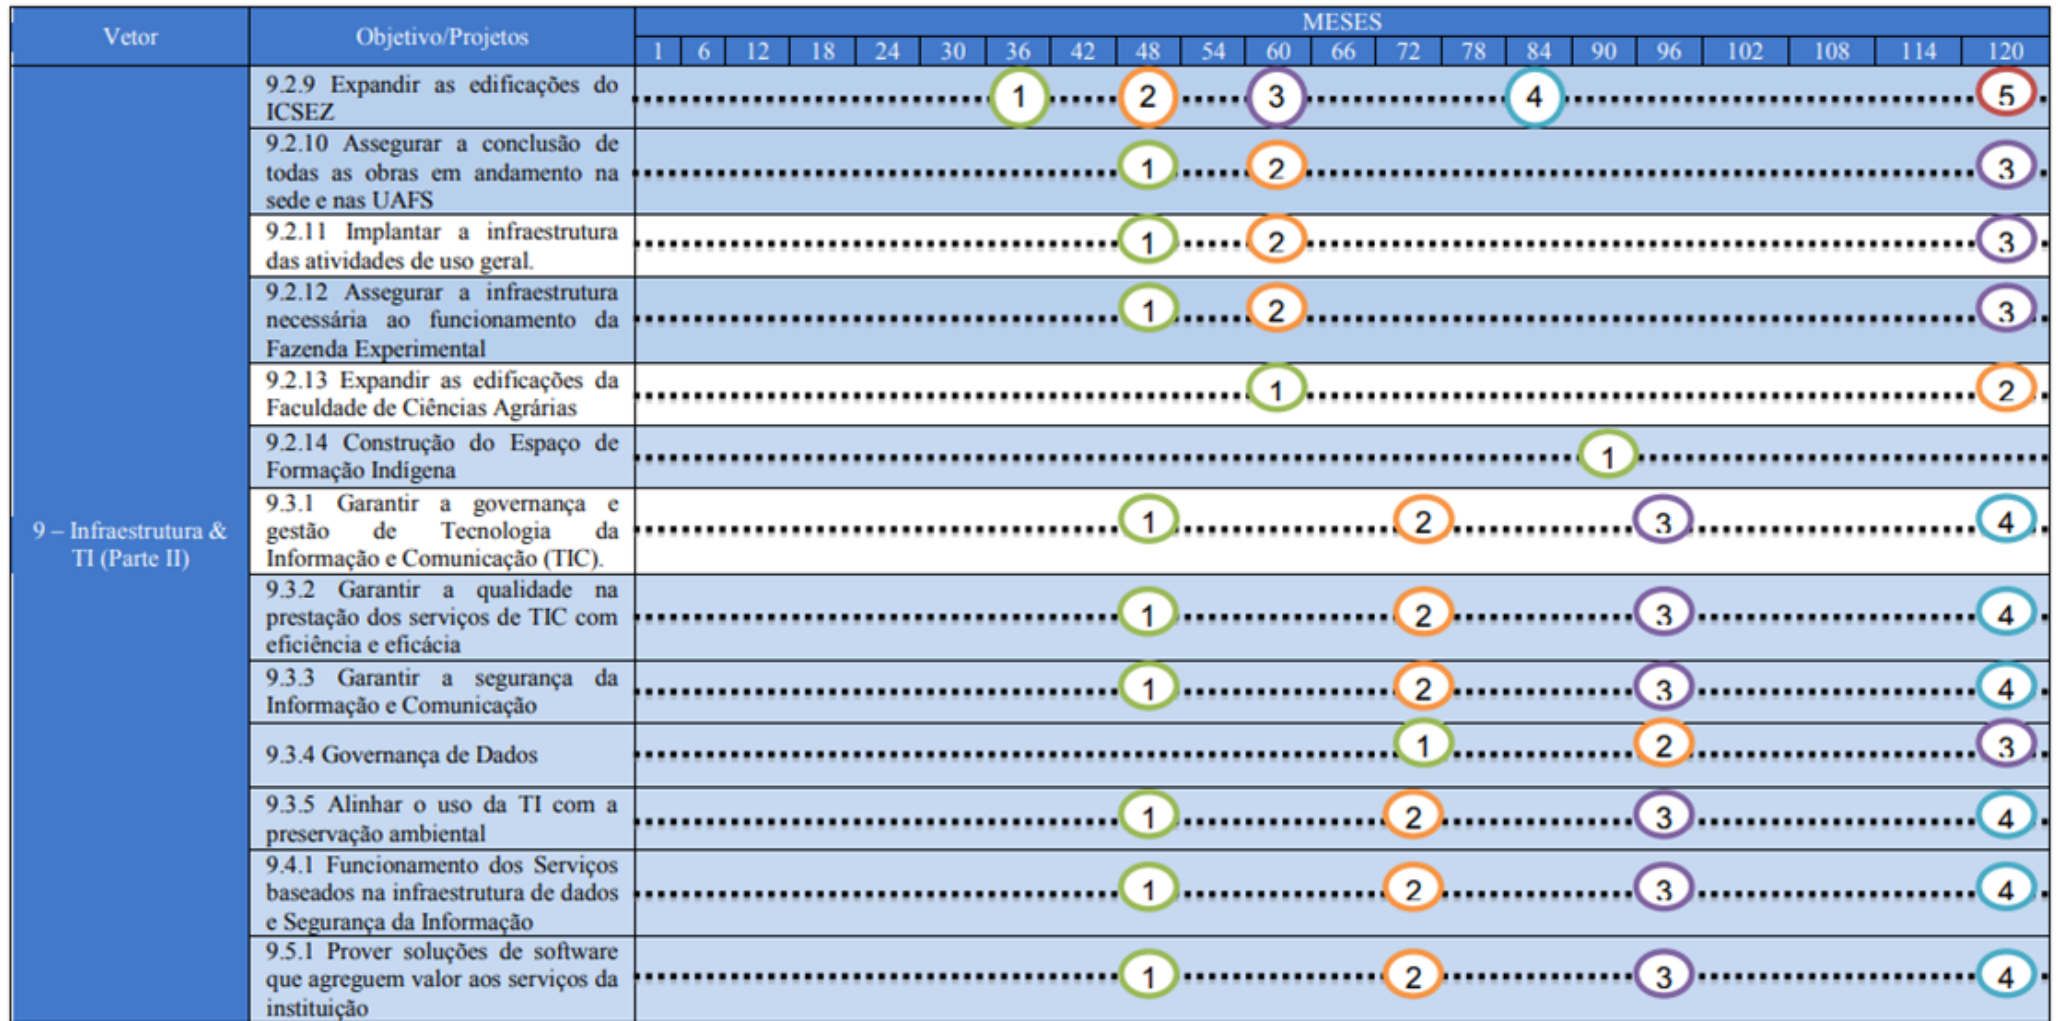 Vetor
Objetivo/Projetos
MESES
1 6 12 18 24 30 36 42 48 54 60 66 72 78 84 90 96 102 108 114 120
9 – Infraestrutura &
TI (Parte II)
9.2.9 Expandir as edificações do
ICSEZ
1 2 3 4 5
9.2.10 Assegurar a conclusão de
todas as obras em andamento na
sede e nas UAFS
1 2 3
9.2.11 Implantar a infraestrutura
das atividades de uso geral.
1 2 3
9.2.12 Assegurar a infraestrutura
necessária ao funcionamento da
Fazenda Experimental
1 2 3
9.2.13 Expandir as edificações da
Faculdade de Ciências Agrárias
1 2
9.2.14 Construção do Espaço de
Formação Indígena
1
9.3.1 Garantir a governança e
gestão de Tecnologia da
Informação e Comunicação (TIC).
1 2 3 4
9.3.2 Garantir a qualidade na
prestação dos serviços de TIC com
eficiência e eficácia
1 2 3 4
9.3.3 Garantir a segurança da
Informação e Comunicação
1 2 3 4
9.3.4 Governança de Dados
1 2 3
9.3.5 Alinhar o uso da TI com a
preservação ambiental
1 2 3 4
9.4.1 Funcionamento dos Serviços
baseados na infraestrutura de dados
e Segurança da Informação
1 2 3 4
9.5.1 Prover soluções de software
que agreguem valor aos serviços da
instituição
1 2 3 4